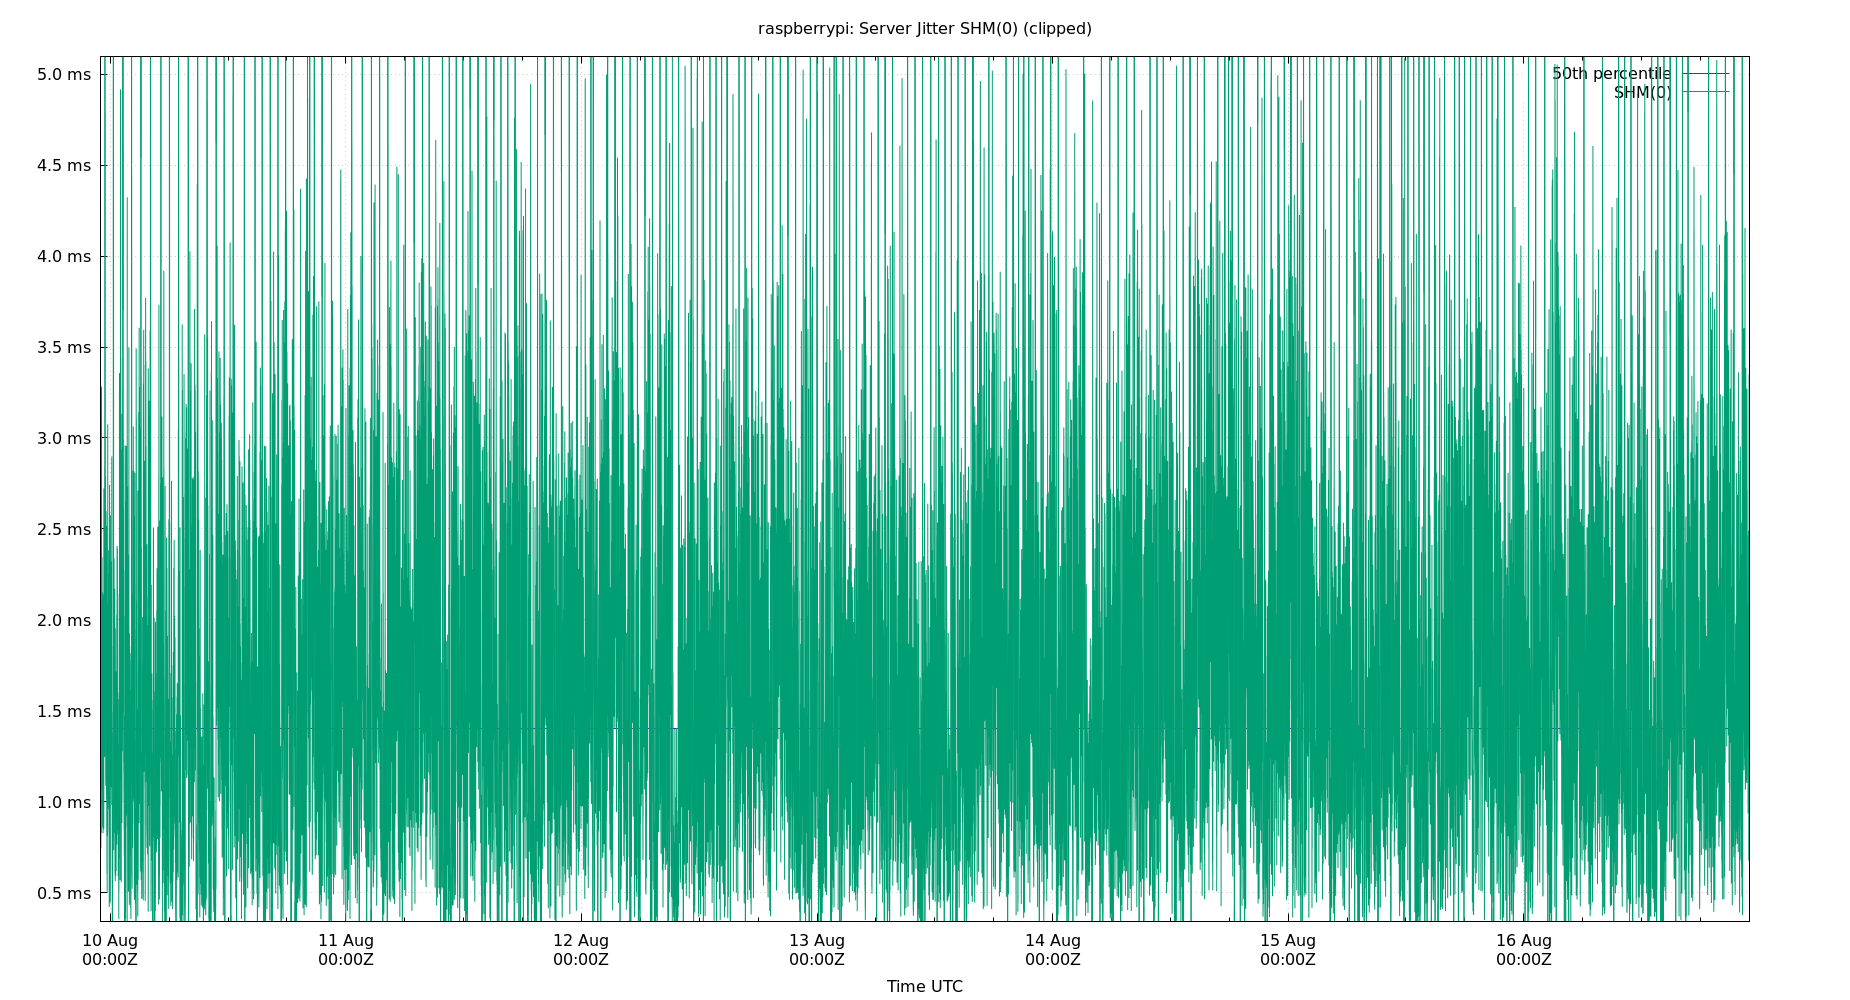 raspberrypi: Server Jitter SHM(0) (clipped)
50th percentile
SHM(0)
5.0 ms
4.5 ms
4.0 ms
3.5 ms
3.0 ms
2.5 ms
2.0 ms
1.5 ms
1.0 ms
0.5 ms
10 Aug 11 Aug 12 Aug 13 Aug 14 Aug 15 Aug 16 Aug
00:00Z 00:00Z 00:00Z 00:00Z 00:00Z 00:00Z 00:00Z
Time UTC